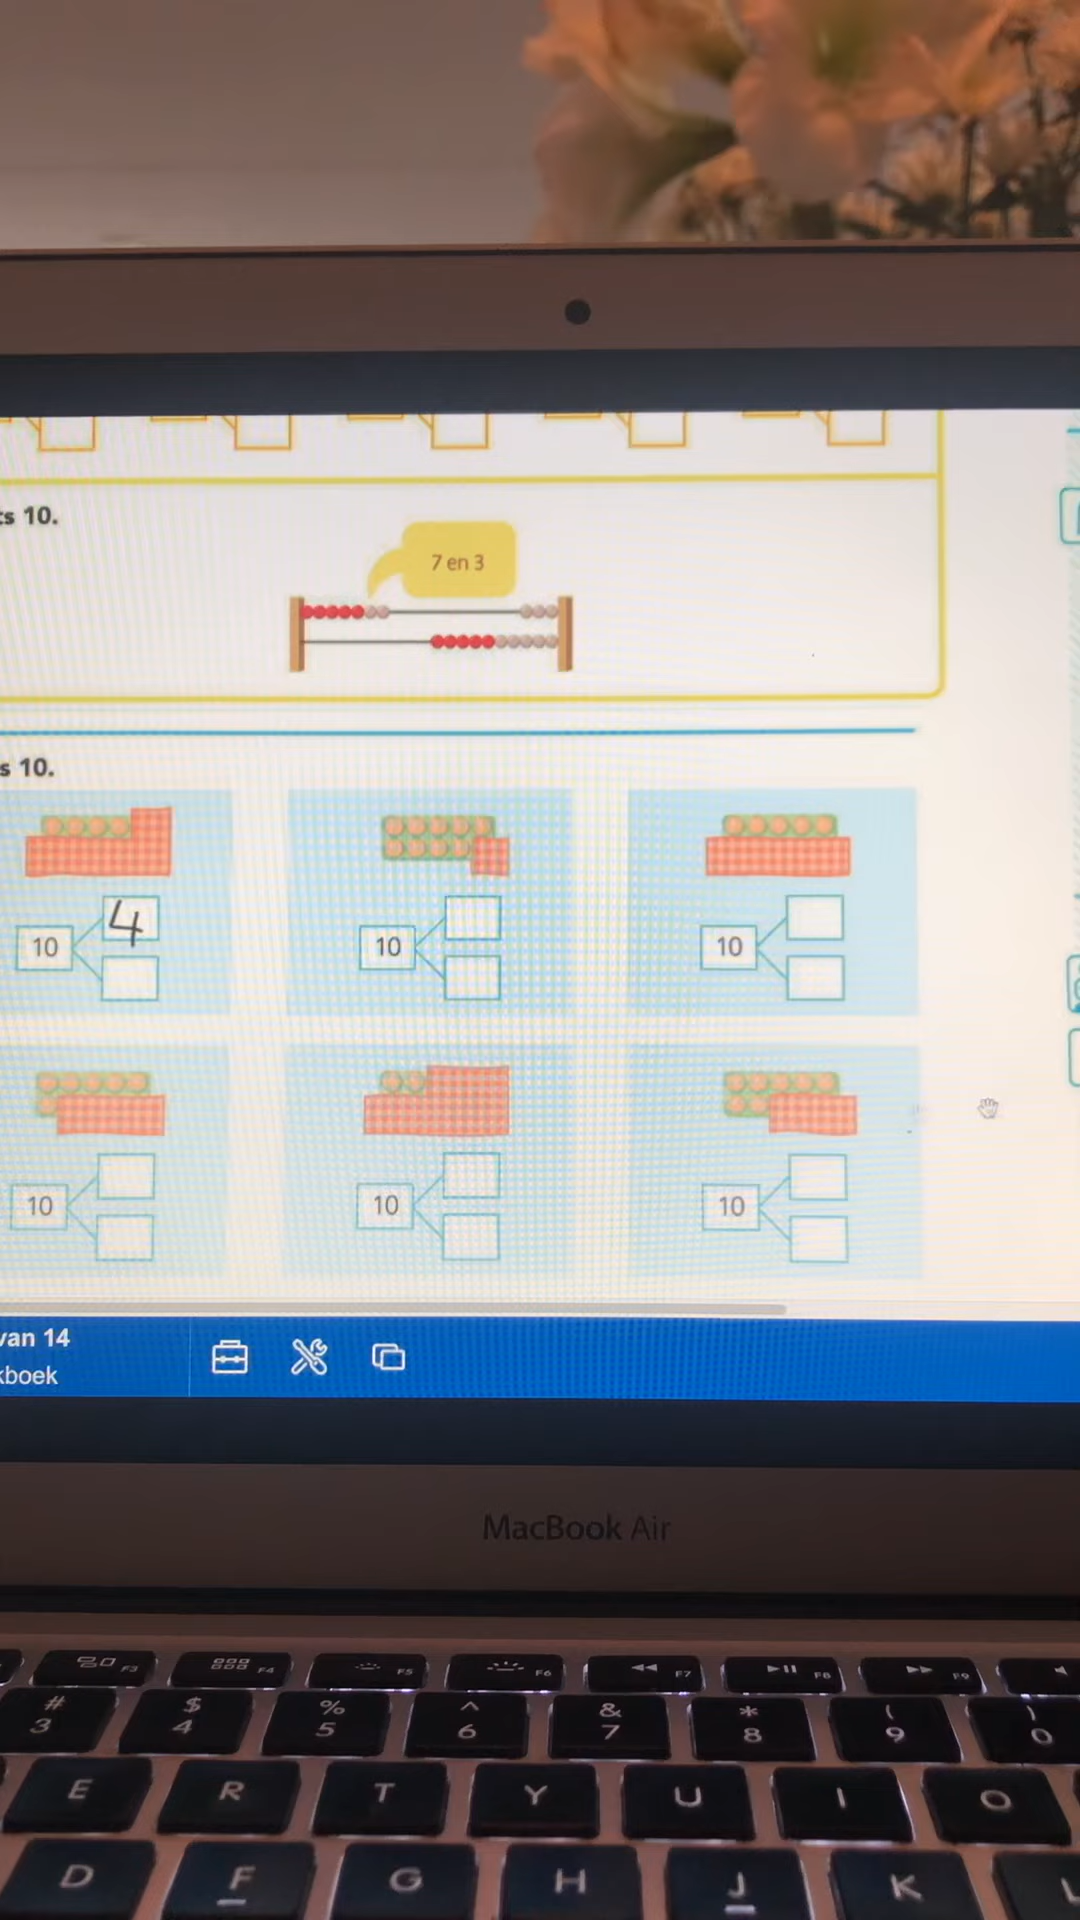 ts 10.
7 en 3
s 10.
4
10
10
10
10
10
10
van 14
kboek
MacBook Air
F3 F4 F5 F6 F7 F8 F9
# $ % ^ & * ( )
3 4 5 6 7 8 9 0
E R T Y U I O
D F G H J K L